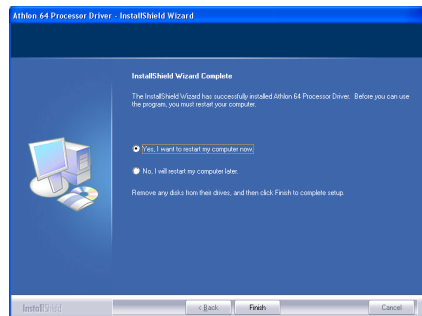 Athlon 64 Processor Driver - InstallShield Wizard
InstallShield Wizard Complete
The InstallShield Wizard has successfully installed Athlon 64 Processor Driver. Before you can use
the program, you must restart your computer.
Yes, I want to restart my computer now.
No, I will restart my computer later.
Remove any disks from their drives, and then click Finish to complete setup.
InstallShield
< Back
Finish
Cancel